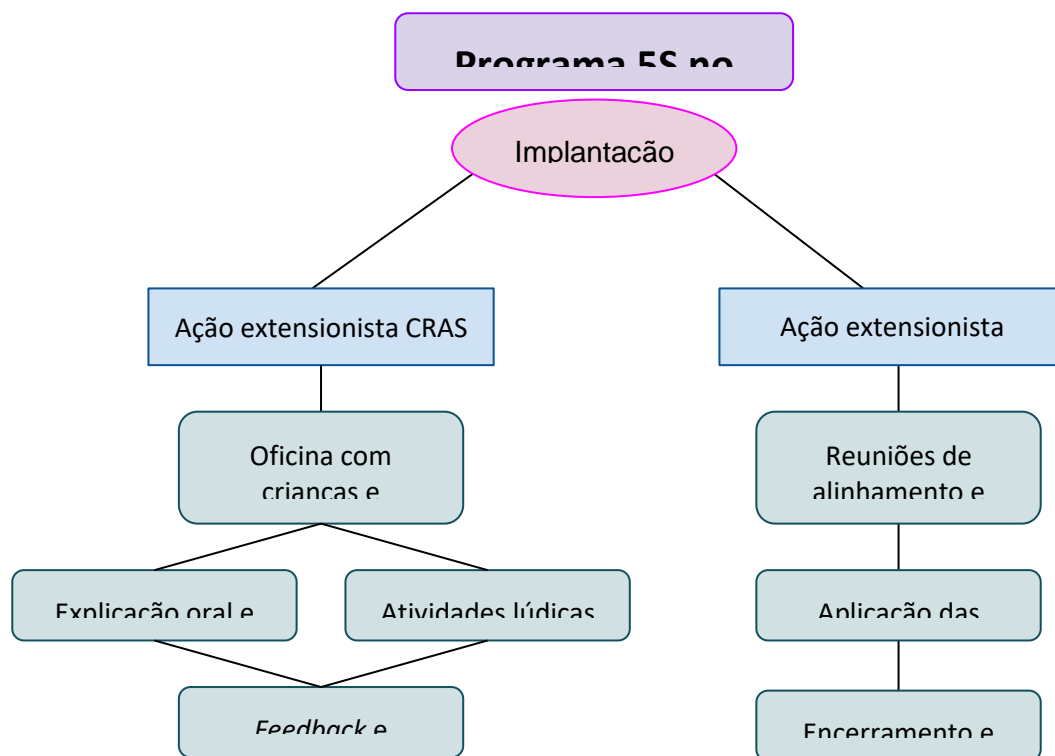 Programa 5S no
Implantação
Ação extensionista CRAS
Ação extensionista
Oficina com
crianças e
Reuniões de
alinhamento e
Explicação oral e
Atividades lúdicas
Aplicação das
Feedback e
Encerramento e